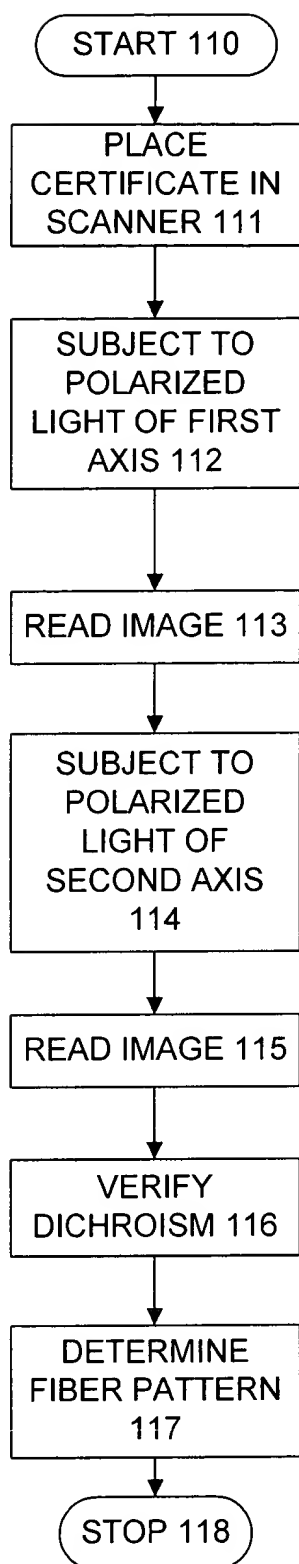 START 110
PLACE
CERTIFICATE IN
SCANNER 111
SUBJECT TO
POLARIZED
LIGHT OF FIRST
AXIS 112
READ IMAGE 113
SUBJECT TO
POLARIZED
LIGHT OF
SECOND AXIS
114
READ IMAGE 115
VERIFY
DICHROISM 116
DETERMINE
FIBER PATTERN
117
STOP 118